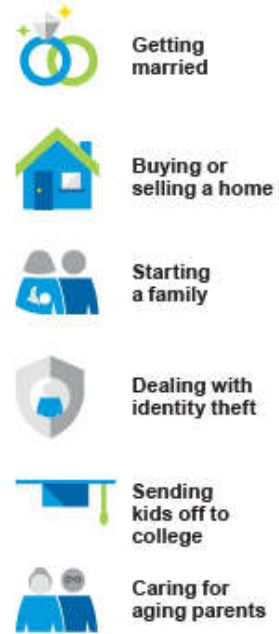 Getting
married
Buying or
selling a home
Starting
a family
Dealing with
identity theft
Sending
kids off to
college
Caring for
aging parents